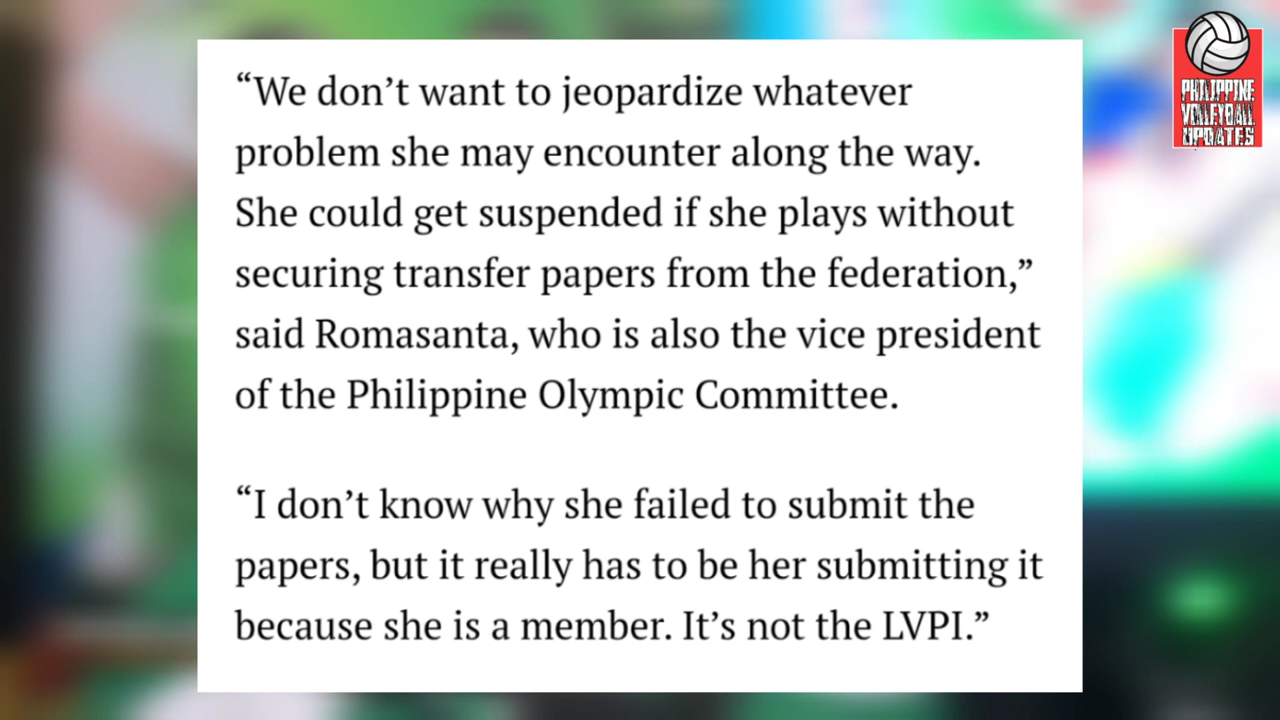 “We don’t want to jeopardize whatever
problem she may encounter along the way.
She could get suspended if she plays without
securing transfer papers from the federation,”
said Romasanta, who is also the vice president
of the Philippine Olympic Committee.
“I don’t know why she failed to submit the
papers, but it really has to be her submitting it
because she is a member. It’s not the LVPI.”
PHILIPPINE
VOLLEYBALL
UPDATES